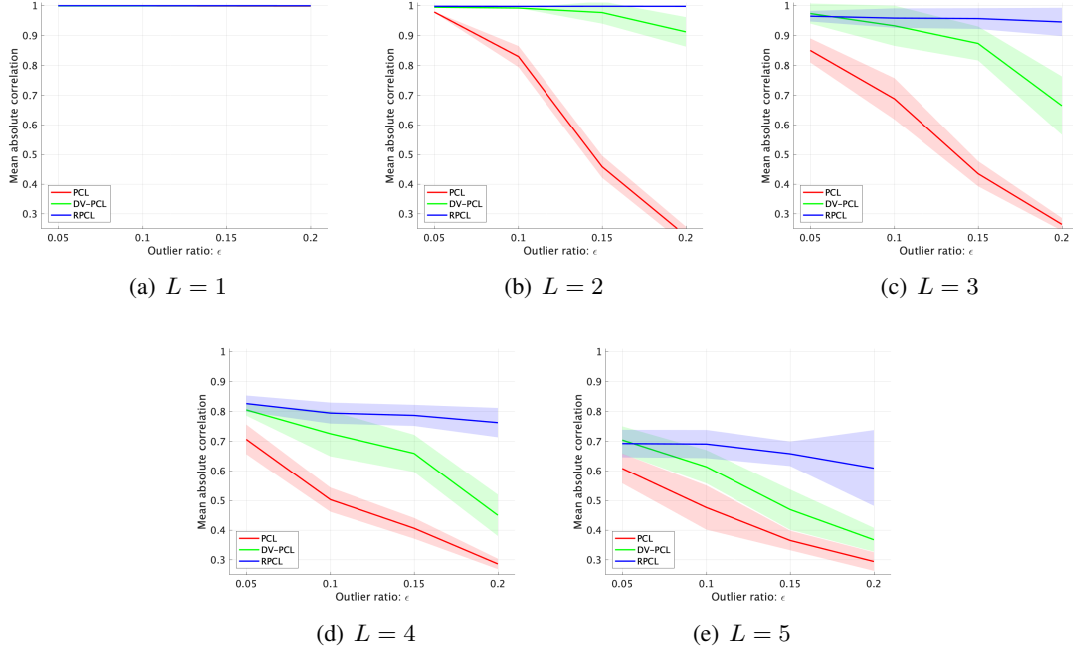 Mean absolute correlation
1
0.9
0.8
0.7
0.6
0.5
0.4
0.3
PCL
DV-PCL
RPCL
0.05 0.1 0.15 0.2
Outlier ratio: ϵ
(a) L = 1
Mean absolute correlation
1
0.9
0.8
0.7
0.6
0.5
0.4
0.3
PCL
DV-PCL
RPCL
0.05 0.1 0.15 0.2
Outlier ratio: ϵ
(b) L = 2
Mean absolute correlation
1
0.9
0.8
0.7
0.6
0.5
0.4
0.3
PCL
DV-PCL
RPCL
0.05 0.1 0.15 0.2
Outlier ratio: ϵ
(c) L = 3
Mean absolute correlation
1
0.9
0.8
0.7
0.6
0.5
0.4
0.3
PCL
DV-PCL
RPCL
0.05 0.1 0.15 0.2
Outlier ratio: ϵ
(d) L = 4
Mean absolute correlation
1
0.9
0.8
0.7
0.6
0.5
0.4
0.3
PCL
DV-PCL
RPCL
0.05 0.1 0.15 0.2
Outlier ratio: ϵ
(e) L = 5